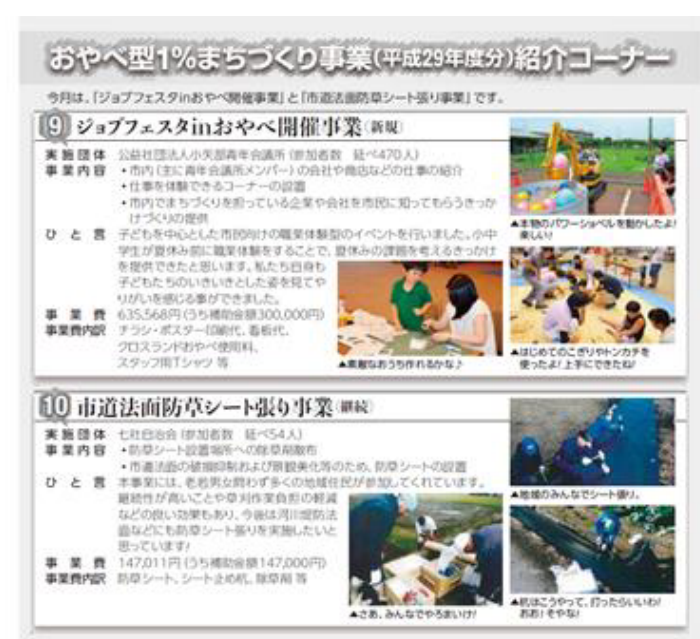 おやべ型1%まちづくり事業(平成29年度分)紹介コーナー
今月は、「ジョブフェスタinおやべ開催事業」と「市道法面防草シート張り事業」です。
⑨ ジョブフェスタinおやべ開催事業(新規)
実施団体 公益社団法人小矢部青年会議所(参加者数 延べ470人)
事業内容 ・市内(主に青年会議所メンバー)の会社や商店などの仕事の紹介
・仕事を体験できるコーナーの設置
・市内でまちづくりを担っている企業や会社を市民に知ってもらうきっか
けづくりの提供
ひと言 子どもを中心とした市民向けの職業体験型のイベントを行いました。小中
学生が夏休み前に職業体験をすることで、夏休みの課題を考えるきっかけ
を提供できたと思います。私たち自身も
子どもたちのいきいきとした姿を見てや
りがいを感じる事ができました。
事業費 635,568円(うち補助金額300,000円)
事業費内訳 チラシ・ポスター印刷代、看板代、
クロスランドおやべ使用料、
スタッフ用Tシャツ 等
▲本物のパワーショベルを動かしたよ!
楽しい!
▲素敵なおうち作れるかな♪
▲はじめてのこぎりやトンカチを
使ったよ!上手にできたね!
⑩ 市道法面防草シート張り事業(継続)
実施団体 七社自治会(参加者数 延べ54人)
事業内容 ・防草シート設置場所への除草剤散布
・市道法面の破損抑制および景観美化等のため、防草シートの設置
ひと言 本事業には、老若男女問わず多くの地域住民が参加してくれています。
継続性が高いことや草刈作業負担の軽減
などの良い効果もあり、今後は河川堤防法
面などにも防草シート張りを実施したいと
思っています!
事業費 147,011円(うち補助金額147,000円)
事業費内訳 防草シート、シート止め杭、除草剤 等
▲地域のみんなでシート張り。
▲さあ、みんなでやろまいけ!
▲杭はこうやって、打ったらいいわ!
おお!そやな!